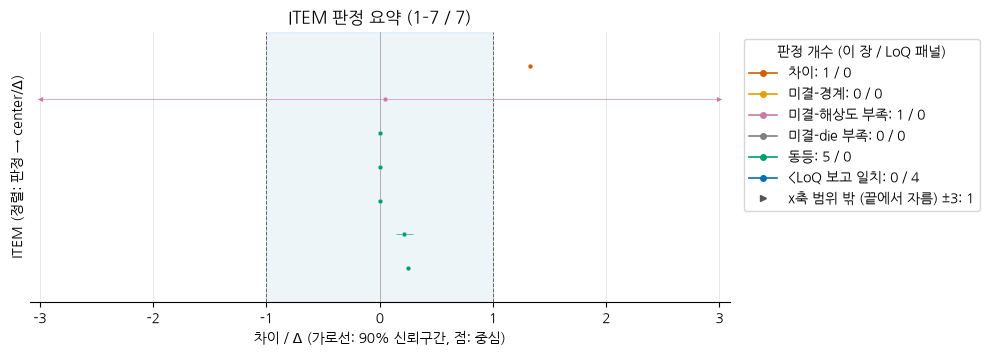 ITEM 판정 요약 (1-7 / 7)
ITEM (정렬: 판정 → center/Δ)
-3 -2 -1 0 1 2 3
차이 / Δ (가로선: 90% 신뢰구간, 점: 중심)
판정 개수 (이 장 / LoQ 패널)
차이: 1 / 0
미결-경계: 0 / 0
미결-해상도 부족: 1 / 0
미결-die 부족: 0 / 0
동등: 5 / 0
<LoQ 보고 일치: 0 / 4
x축 범위 밖 (끝에서 자름) ±3: 1